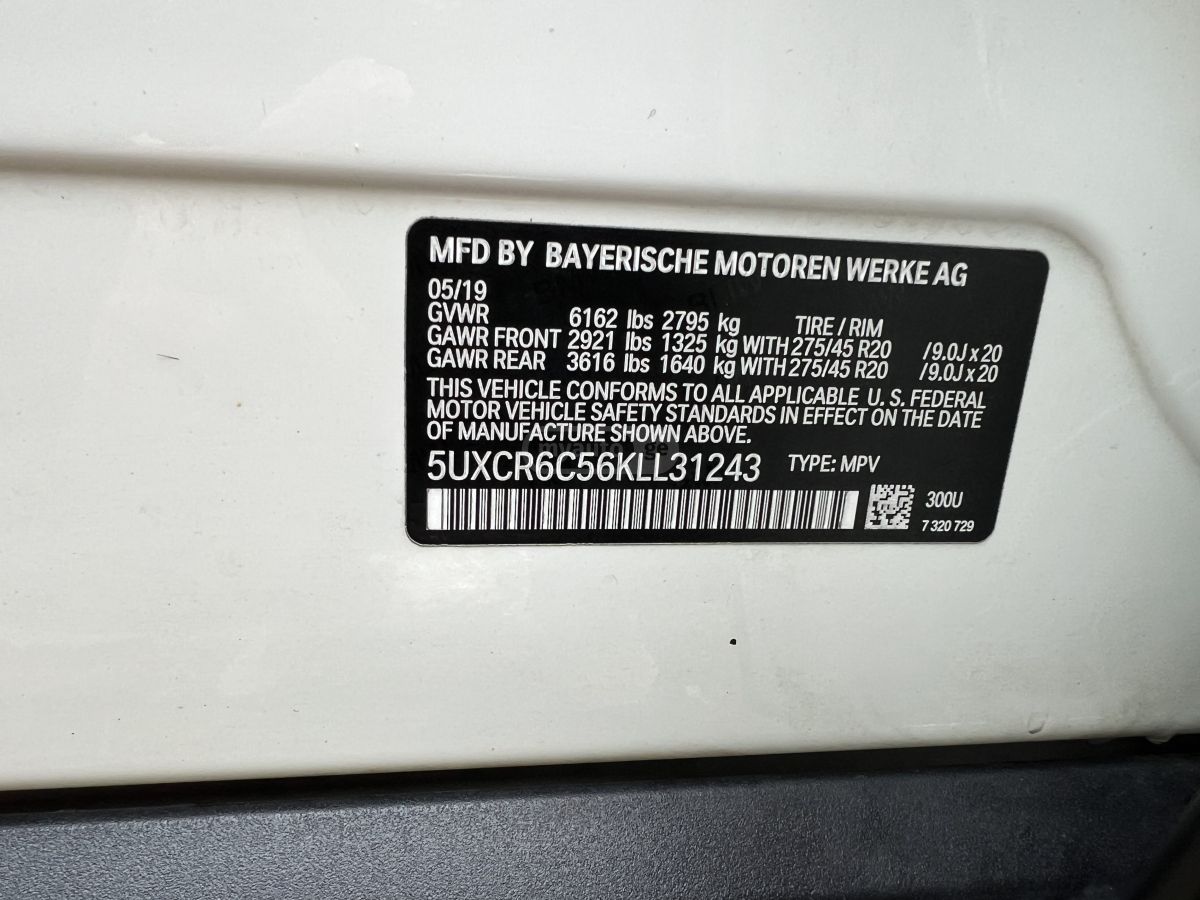 MFD BY BAYERISCHE MOTOREN WERKE AG
05/19
GVWR 6162 lbs 2795 kg TIRE / RIM
GAWR FRONT 2921 lbs 1325 kg WITH 275/45 R20 /9.0J x 20
GAWR REAR 3616 lbs 1640 kg WITH 275/45 R20 /9.0J x 20
THIS VEHICLE CONFORMS TO ALL APPLICABLE U. S. FEDERAL
MOTOR VEHICLE SAFETY STANDARDS IN EFFECT ON THE DATE
OF MANUFACTURE SHOWN ABOVE.
myauto.ge
5UXCR6C56KLL31243 TYPE: MPV
300U
7 320 729